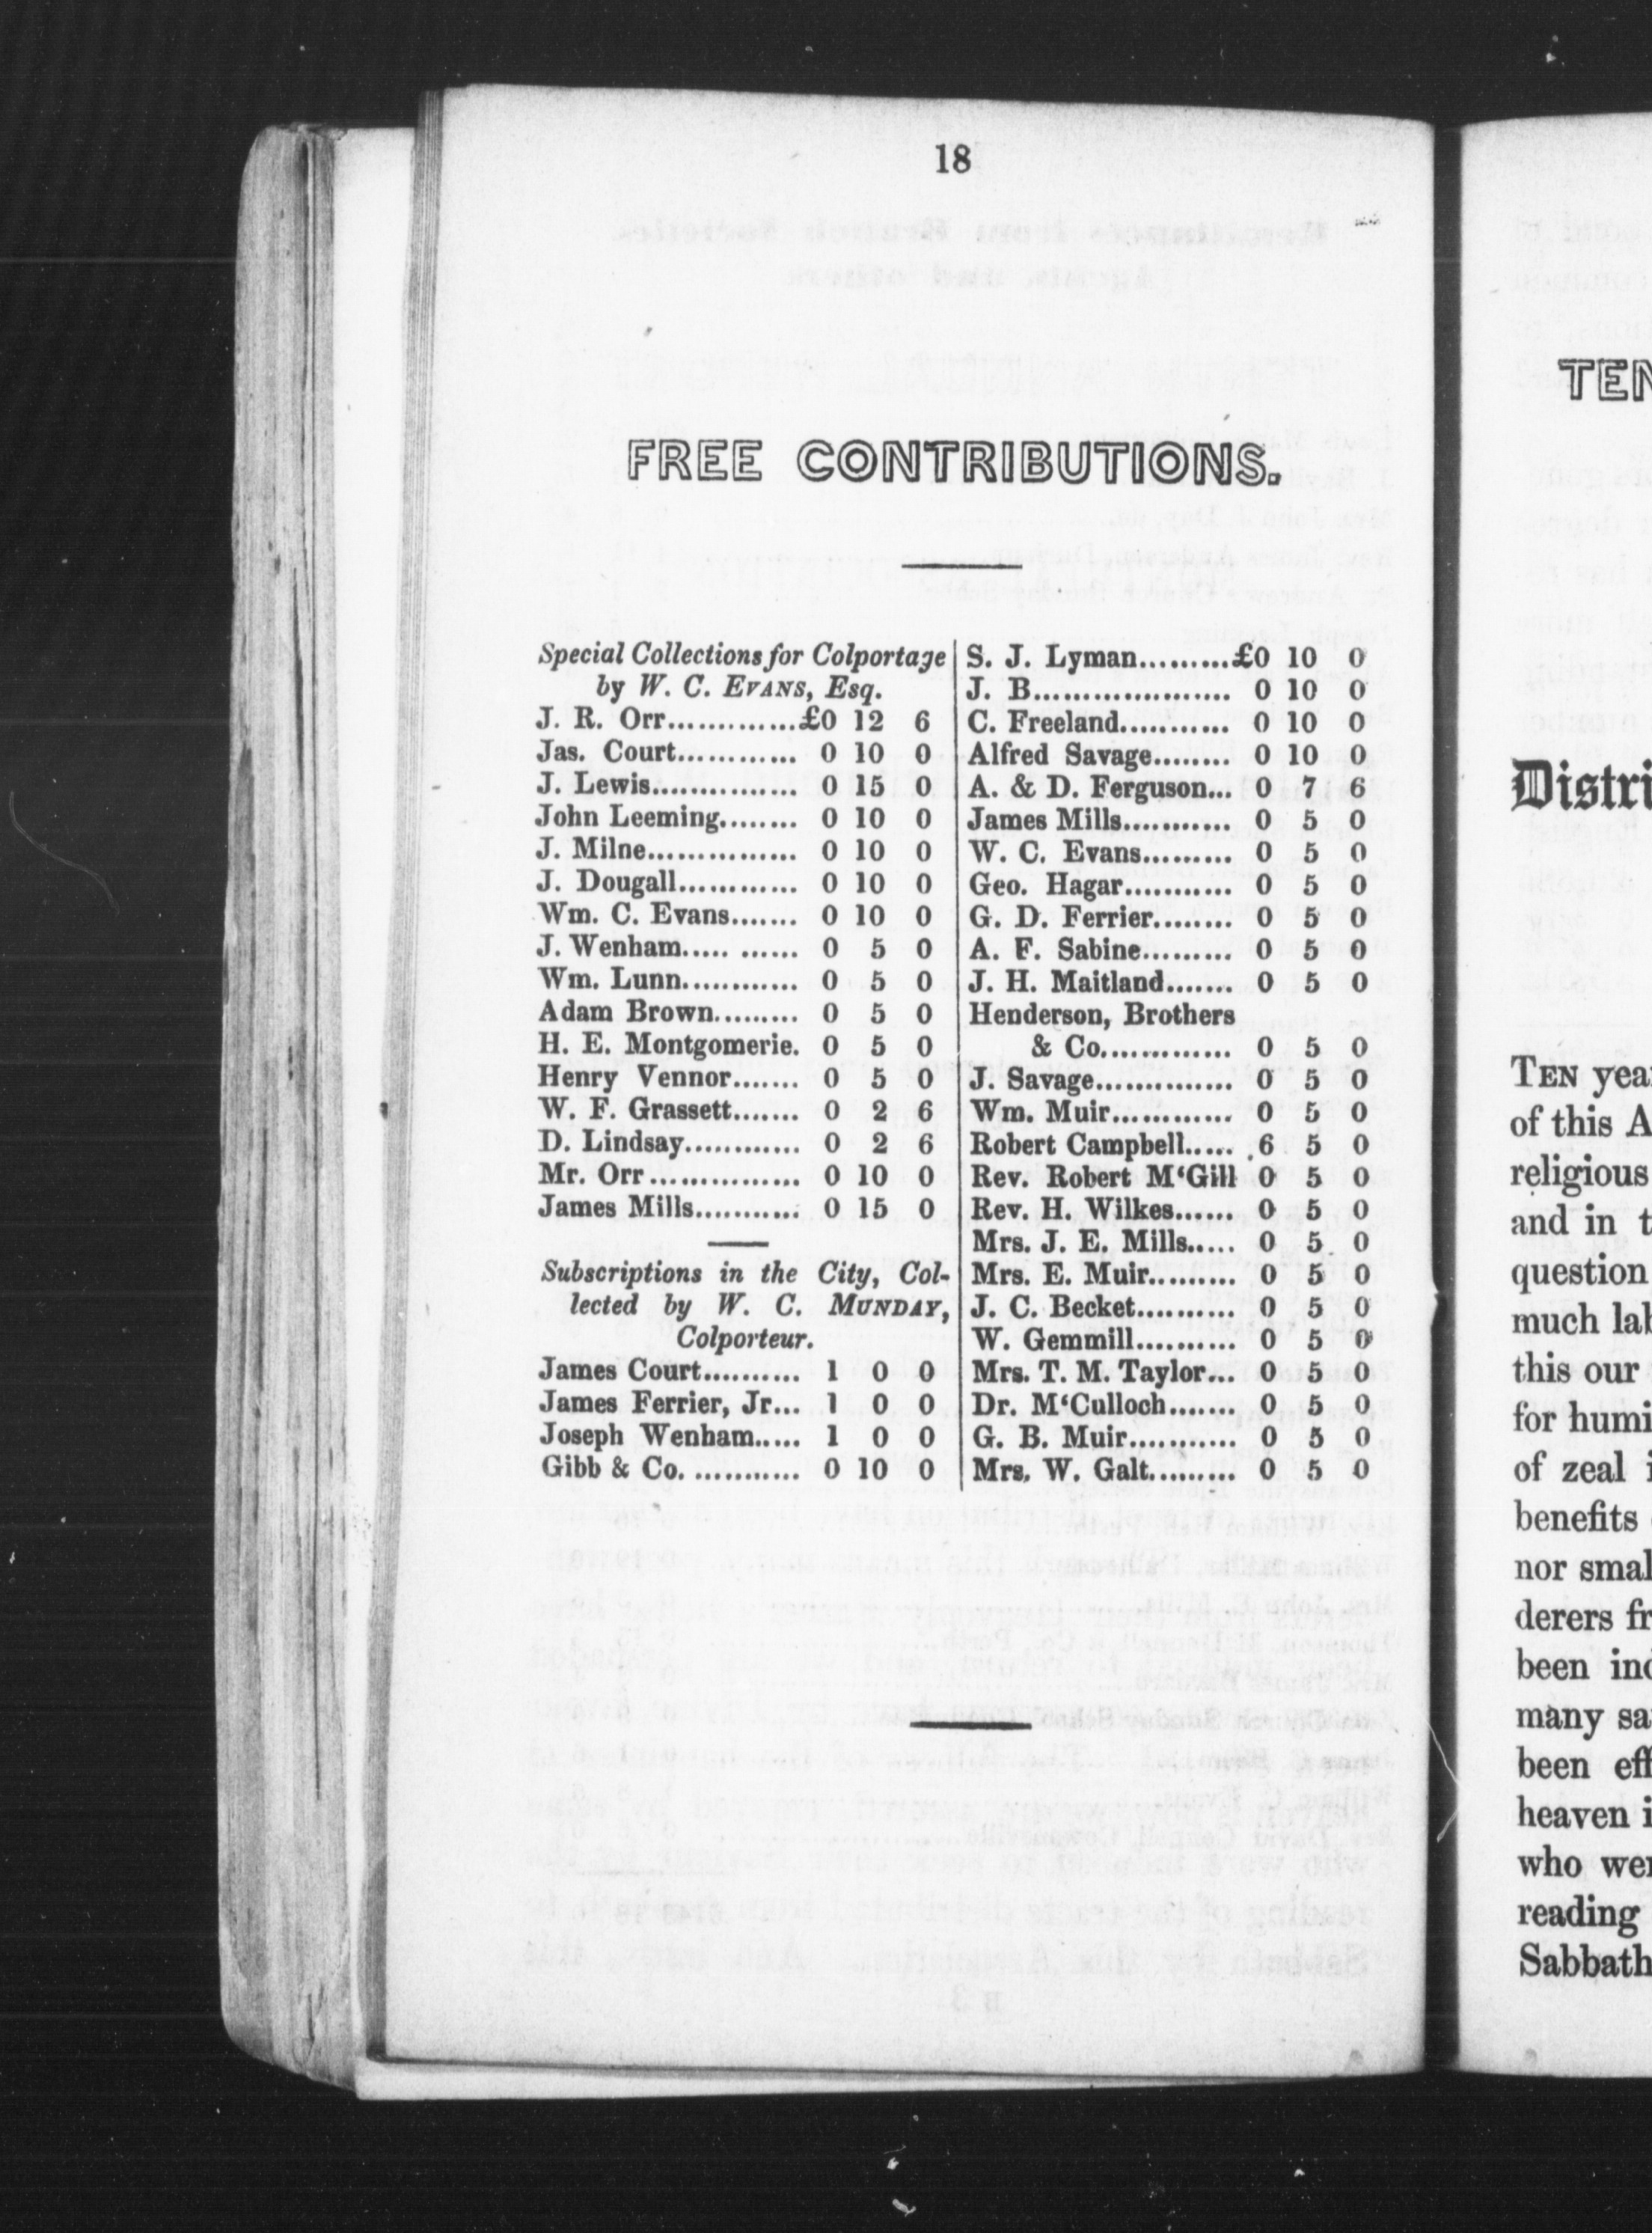 18
FREE CONTRIBUTIONS.
Special Collections for Colportage
by W. C. EVANS, Esq.
J. R. Orr.............£0 12 6
Jas. Court............ 0 10 0
J. Lewis............... 0 15 0
John Leeming........ 0 10 0
J. Milne............... 0 10 0
J. Dougall............ 0 10 0
Wm. C. Evans....... 0 10 0
J. Wenham..... ...... 0 5 0
Wm. Lunn............ 0 5 0
Adam Brown......... 0 5 0
H. E. Montgomerie. 0 5 0
Henry Vennor....... 0 5 0
W. F. Grassett....... 0 2 6
D. Lindsay............ 0 2 6
Mr. Orr ............... 0 10 0
James Mills........... 0 15 0
Subscriptions in the City, Col-
lected by W. C. MUNDAY,
Colporteur.
James Court.......... 1 0 0
James Ferrier, Jr... 1 0 0
Joseph Wenham..... 1 0 0
Gibb & Co. ........... 0 10 0
S. J. Lyman.........£0 10 0
J. B.................... 0 10 0
C. Freeland........... 0 10 0
Alfred Savage........ 0 10 0
A. & D. Ferguson... 0 7 6
James Mills........... 0 5 0
W. C. Evans......... 0 5 0
Geo. Hagar........... 0 5 0
G. D. Ferrier........ 0 5 0
A. F. Sabine......... 0 5 0
J. H. Maitland....... 0 5 0
Henderson, Brothers
& Co............. 0 5 0
J. Savage.............. 0 5 0
Wm. Muir............ 0 5 0
Robert Campbell..... 6 5 0
Rev. Robert M‘Gill 0 5 0
Rev. H. Wilkes...... 0 5 0
Mrs. J. E. Mills..... 0 5 0
Mrs. E. Muir......... 0 5 0
J. C. Becket.......... 0 5 0
W. Gemmill.......... 0 5 0
Mrs. T. M. Taylor... 0 5 0
Dr. M‘Culloch....... 0 5 0
G. B. Muir........... 0 5 0
Mrs. W. Galt......... 0 5 0
TEN
Distri
TEN yea
of this A
religious
and in t
question
much lab
this our
for humi
of zeal i
benefits
nor smal
derers fr
been inc
many sa
been eff
heaven i
who wer
reading
Sabbath